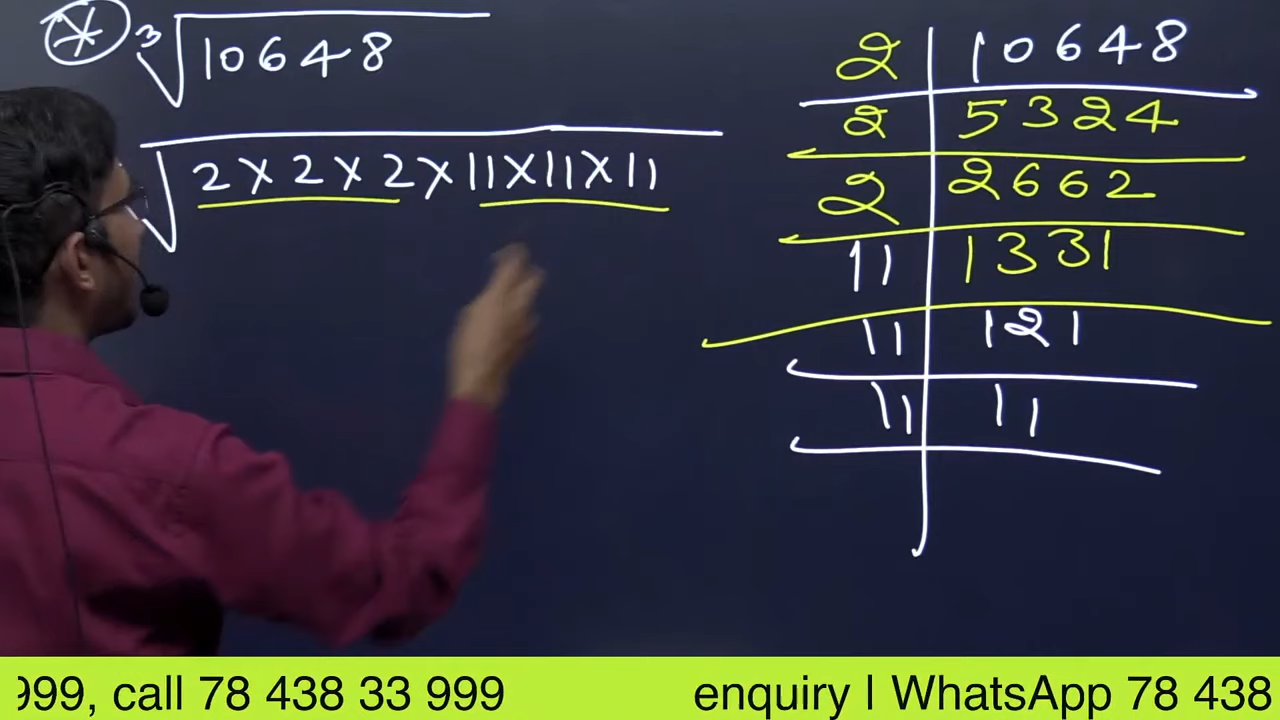 * ∛10648
√2×2×2×11×11×11
2 | 10648
2 | 5324
2 | 2662
11 | 1331
11 | 121
11 | 11
999, call 78 438 33 999 enquiry I WhatsApp 78 438